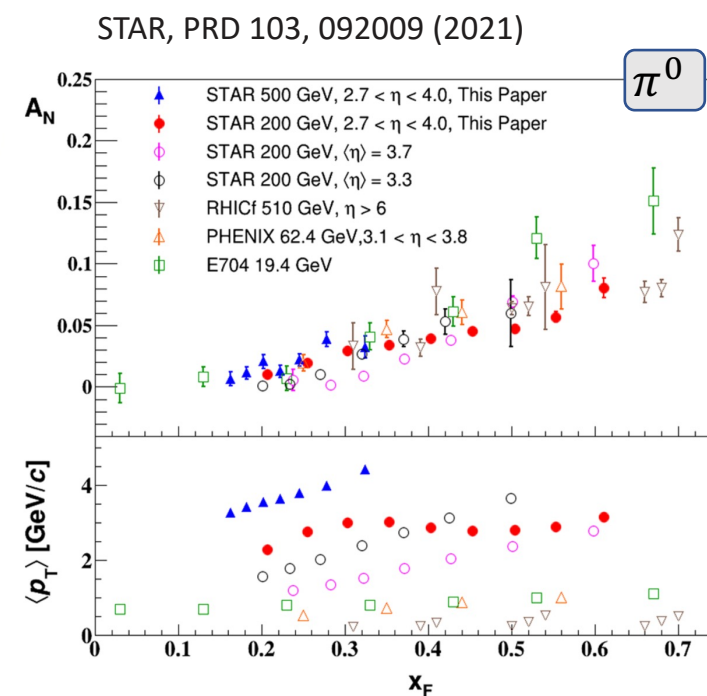 STAR, PRD 103, 092009 (2021)
π⁰
A_N
0.25
0.2
0.15
0.1
0.05
0
STAR 500 GeV, 2.7 < η < 4.0, This Paper
STAR 200 GeV, 2.7 < η < 4.0, This Paper
STAR 200 GeV, ⟨η⟩ = 3.7
STAR 200 GeV, ⟨η⟩ = 3.3
RHICf 510 GeV, η > 6
PHENIX 62.4 GeV,3.1 < η < 3.8
E704 19.4 GeV
⟨p_T⟩ [GeV/c]
4
2
0
0 0.1 0.2 0.3 0.4 0.5 0.6 0.7
x_F